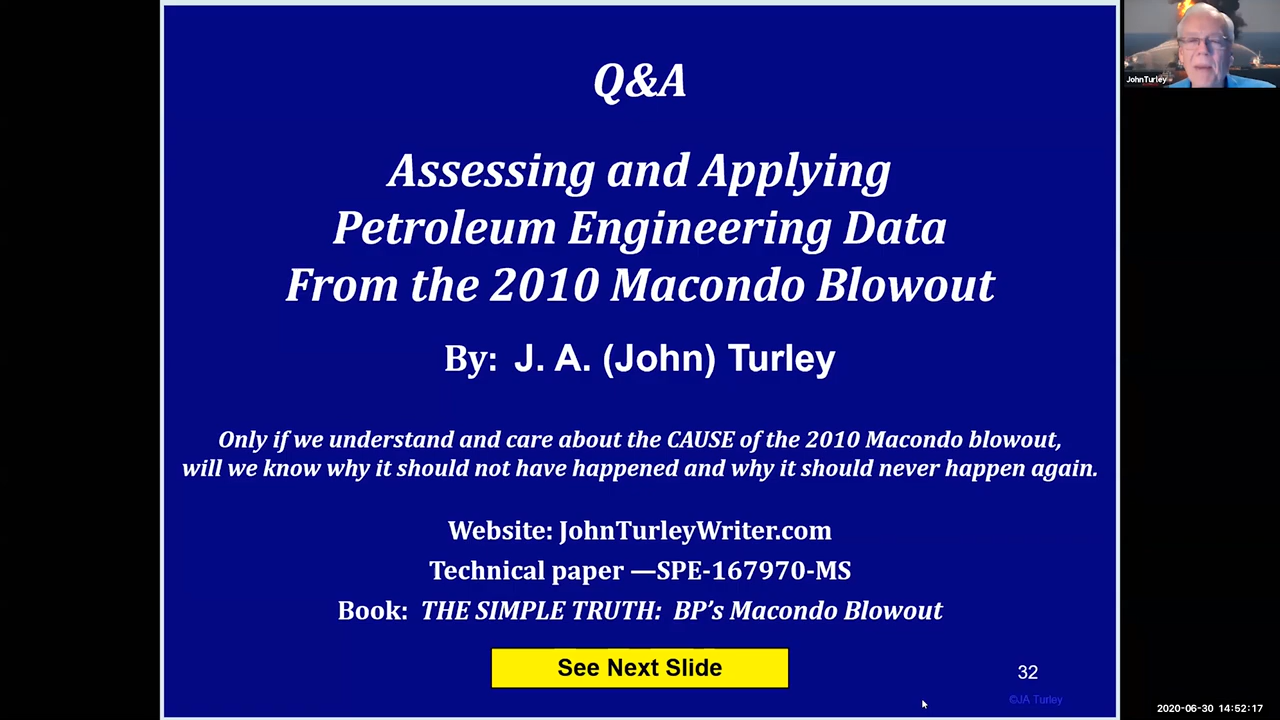 Q&A
Assessing and Applying
Petroleum Engineering Data
From the 2010 Macondo Blowout
By: J. A. (John) Turley
Only if we understand and care about the CAUSE of the 2010 Macondo blowout,
will we know why it should not have happened and why it should never happen again.
Website: JohnTurleyWriter.com
Technical paper —SPE-167970-MS
Book: THE SIMPLE TRUTH: BP's Macondo Blowout
See Next Slide
32
©JA Turley
JohnTurley
2020-06-30 14:52:17